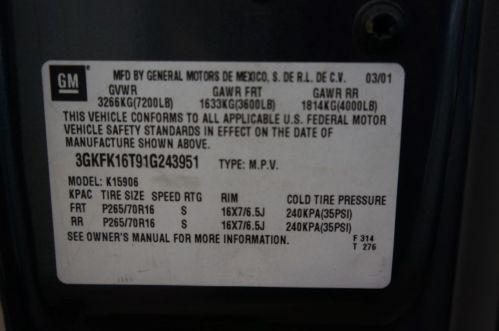 GM
MFD BY GENERAL MOTORS DE MEXICO, S. DE R.L. DE C.V. 03/01
GVWR GAWR FRT GAWR RR
3266KG(7200LB) 1633KG(3600LB) 1814KG(4000LB)
THIS VEHICLE CONFORMS TO ALL APPLICABLE U.S. FEDERAL MOTOR
VEHICLE SAFETY STANDARDS IN EFFECT ON THE DATE OF
MANUFACTURE SHOWN ABOVE.
3GKFK16T91G243951 TYPE: M.P.V.
MODEL: K15906
KPAC TIRE SIZE SPEED RTG RIM COLD TIRE PRESSURE
FRT P265/70R16 S 16X7/6.5J 240KPA(35PSI)
RR P265/70R16 S 16X7/6.5J 240KPA(35PSI)
SEE OWNER'S MANUAL FOR MORE INFORMATION. F 314
T 276